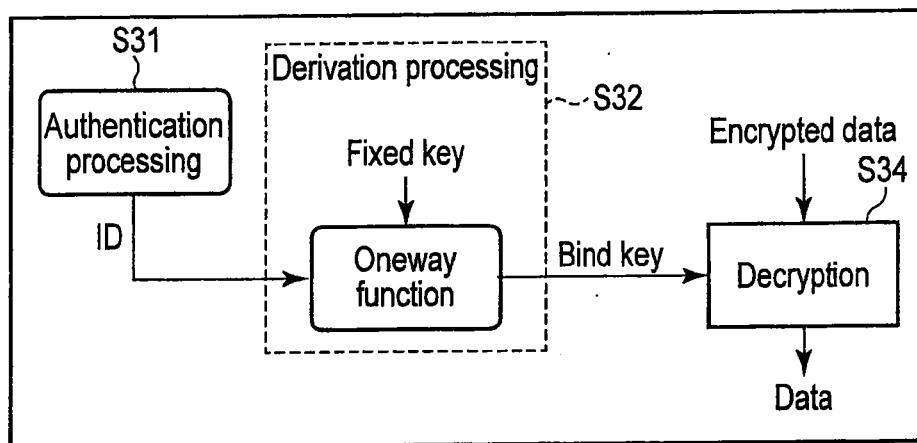 S31
Authentication
processing
ID
Derivation processing
S32
Fixed key
Oneway
function
Bind key
Encrypted data
S34
Decryption
Data